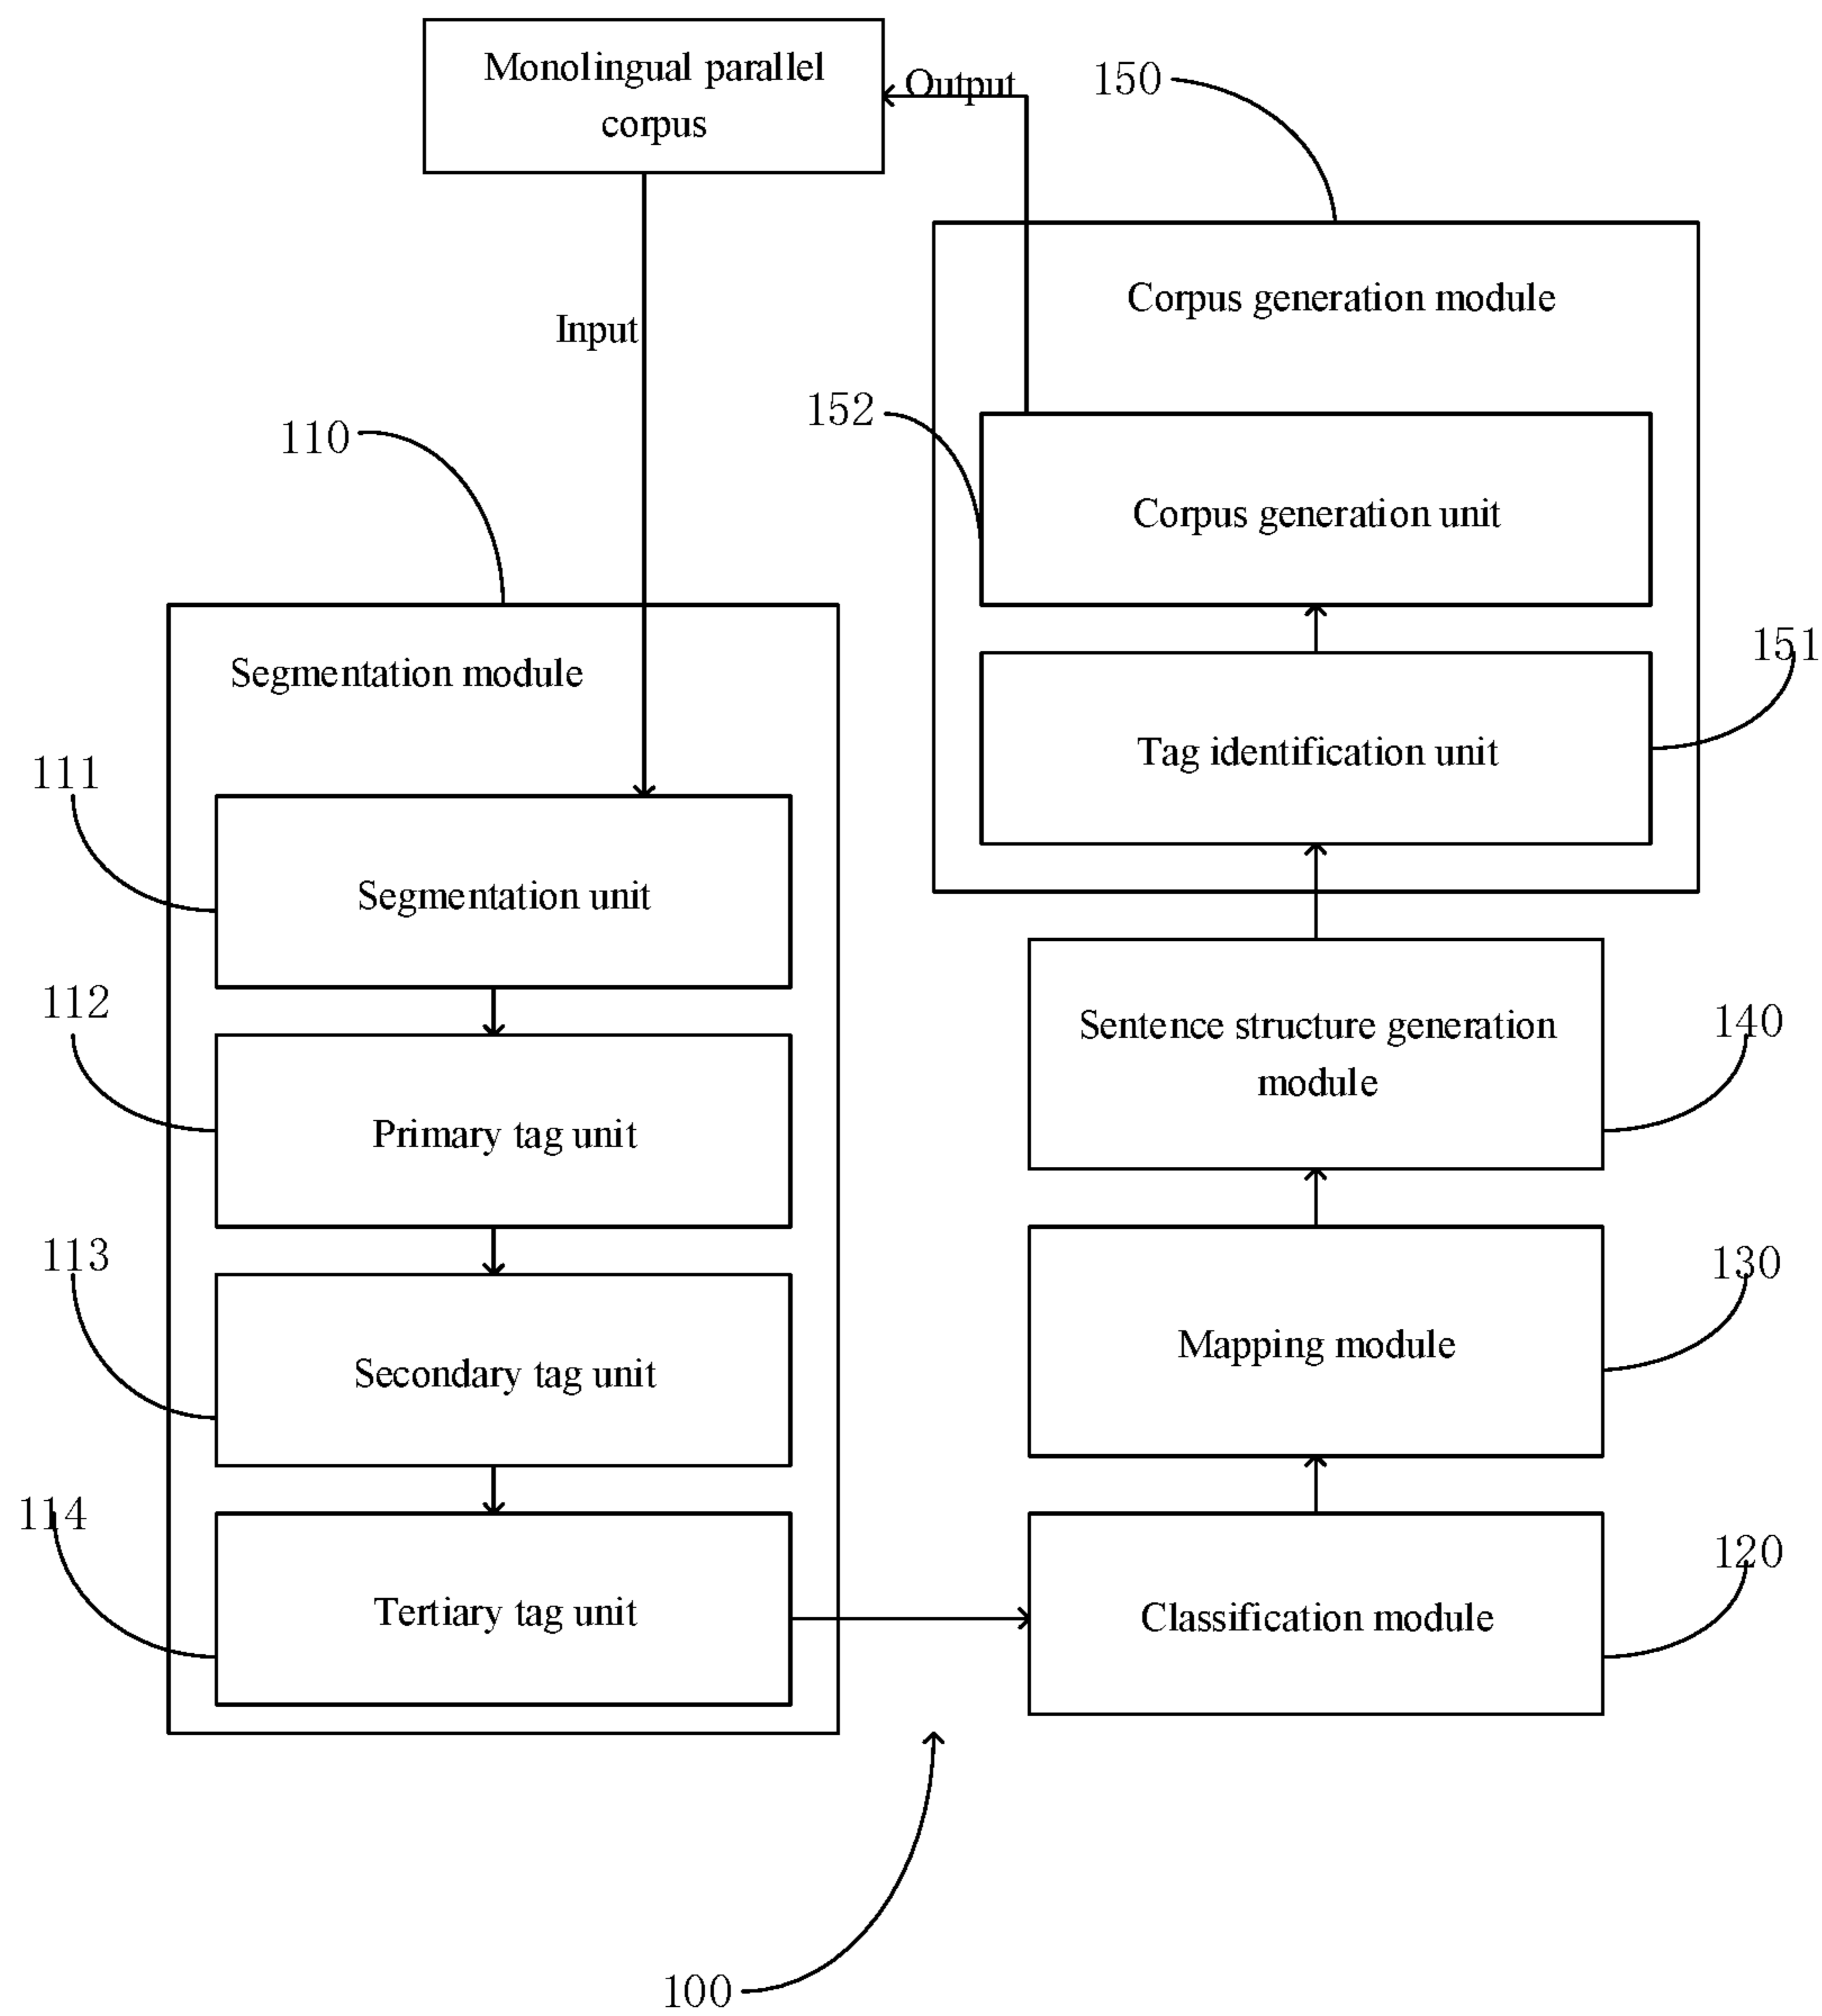 Monolingual parallel
corpus
Output
150
Input
Corpus generation module
152
Corpus generation unit
110
151
Segmentation module
Tag identification unit
111
Segmentation unit
112
Sentence structure generation
module
140
Primary tag unit
113
130
Mapping module
Secondary tag unit
114
120
Tertiary tag unit
Classification module
100